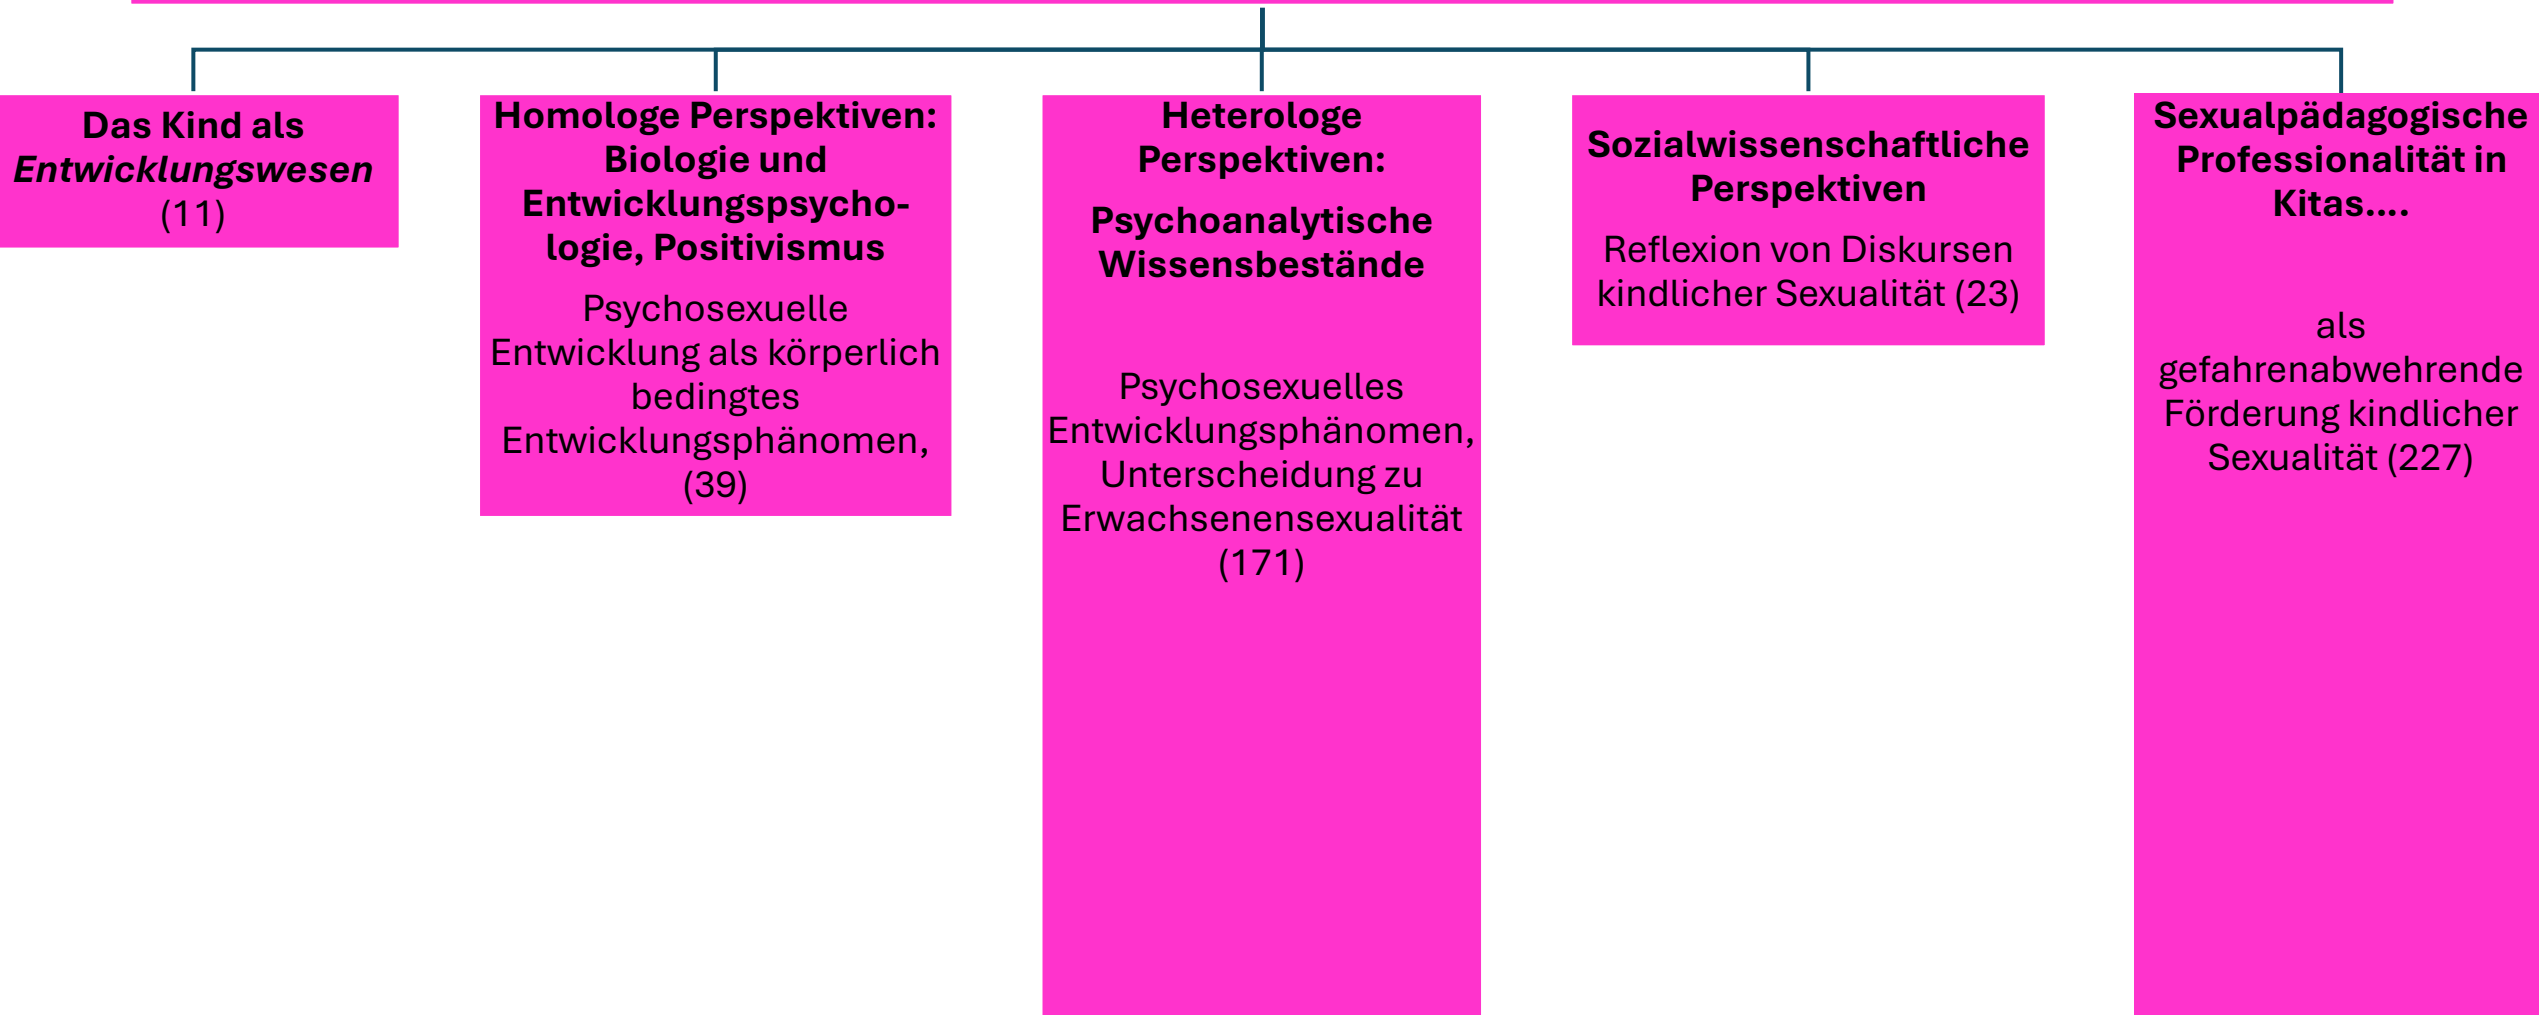 Das Kind als
Entwicklungswesen
(11)
Homologe Perspektiven:
Biologie und
Entwicklungspsycho-
logie, Positivismus
Psychosexuelle
Entwicklung als körperlich
bedingtes
Entwicklungsphänomen,
(39)
Heterologe
Perspektiven:
Psychoanalytische
Wissensbestände
Psychosexuelles
Entwicklungsphänomen,
Unterscheidung zu
Erwachsenensexualität
(171)
Sozialwissenschaftliche
Perspektiven
Reflexion von Diskursen
kindlicher Sexualität (23)
Sexualpädagogische
Professionalität in
Kitas....
als
gefahrenabwehrende
Förderung kindlicher
Sexualität (227)